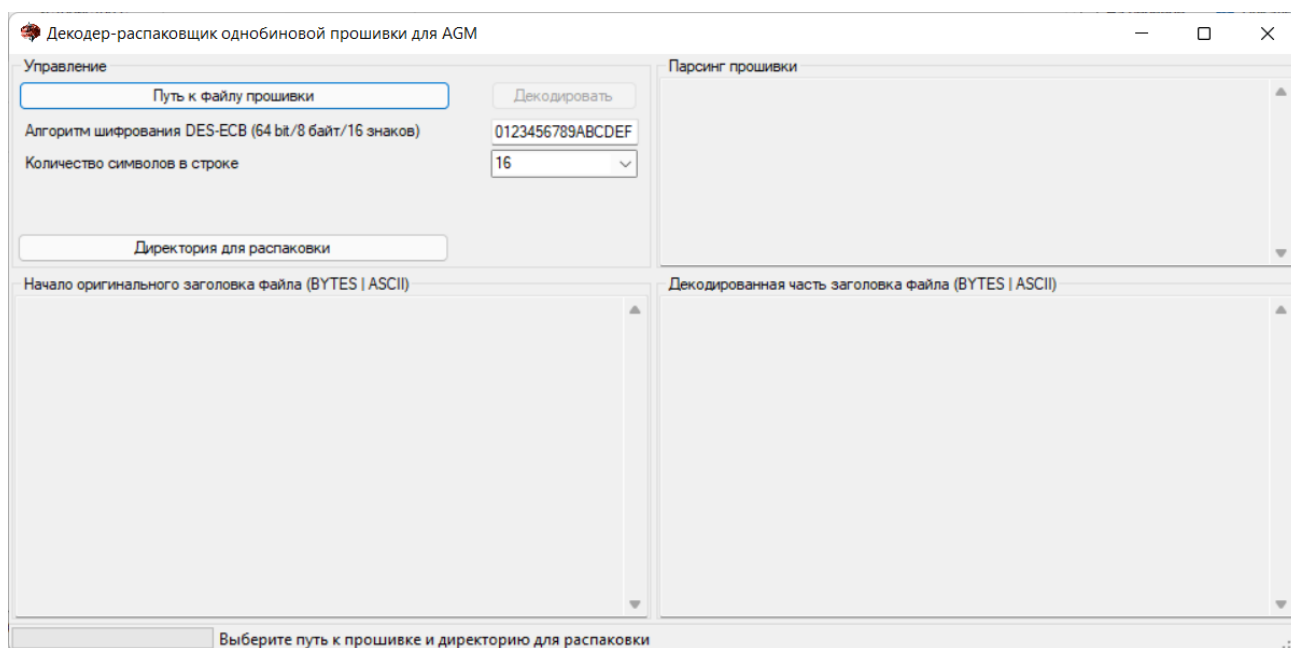 Декодер-распаковщик однобиновой прошивки для AGM
Управление
Путь к файлу прошивки
Декодировать
Алгоритм шифрования DES-ECB (64 bit/8 байт/16 знаков)
0123456789ABCDEF
Количество символов в строке
16
Директория для распаковки
Парсинг прошивки
Начало оригинального заголовка файла (BYTES | ASCII)
Декодированная часть заголовка файла (BYTES | ASCII)
Выберите путь к прошивке и директорию для распаковки